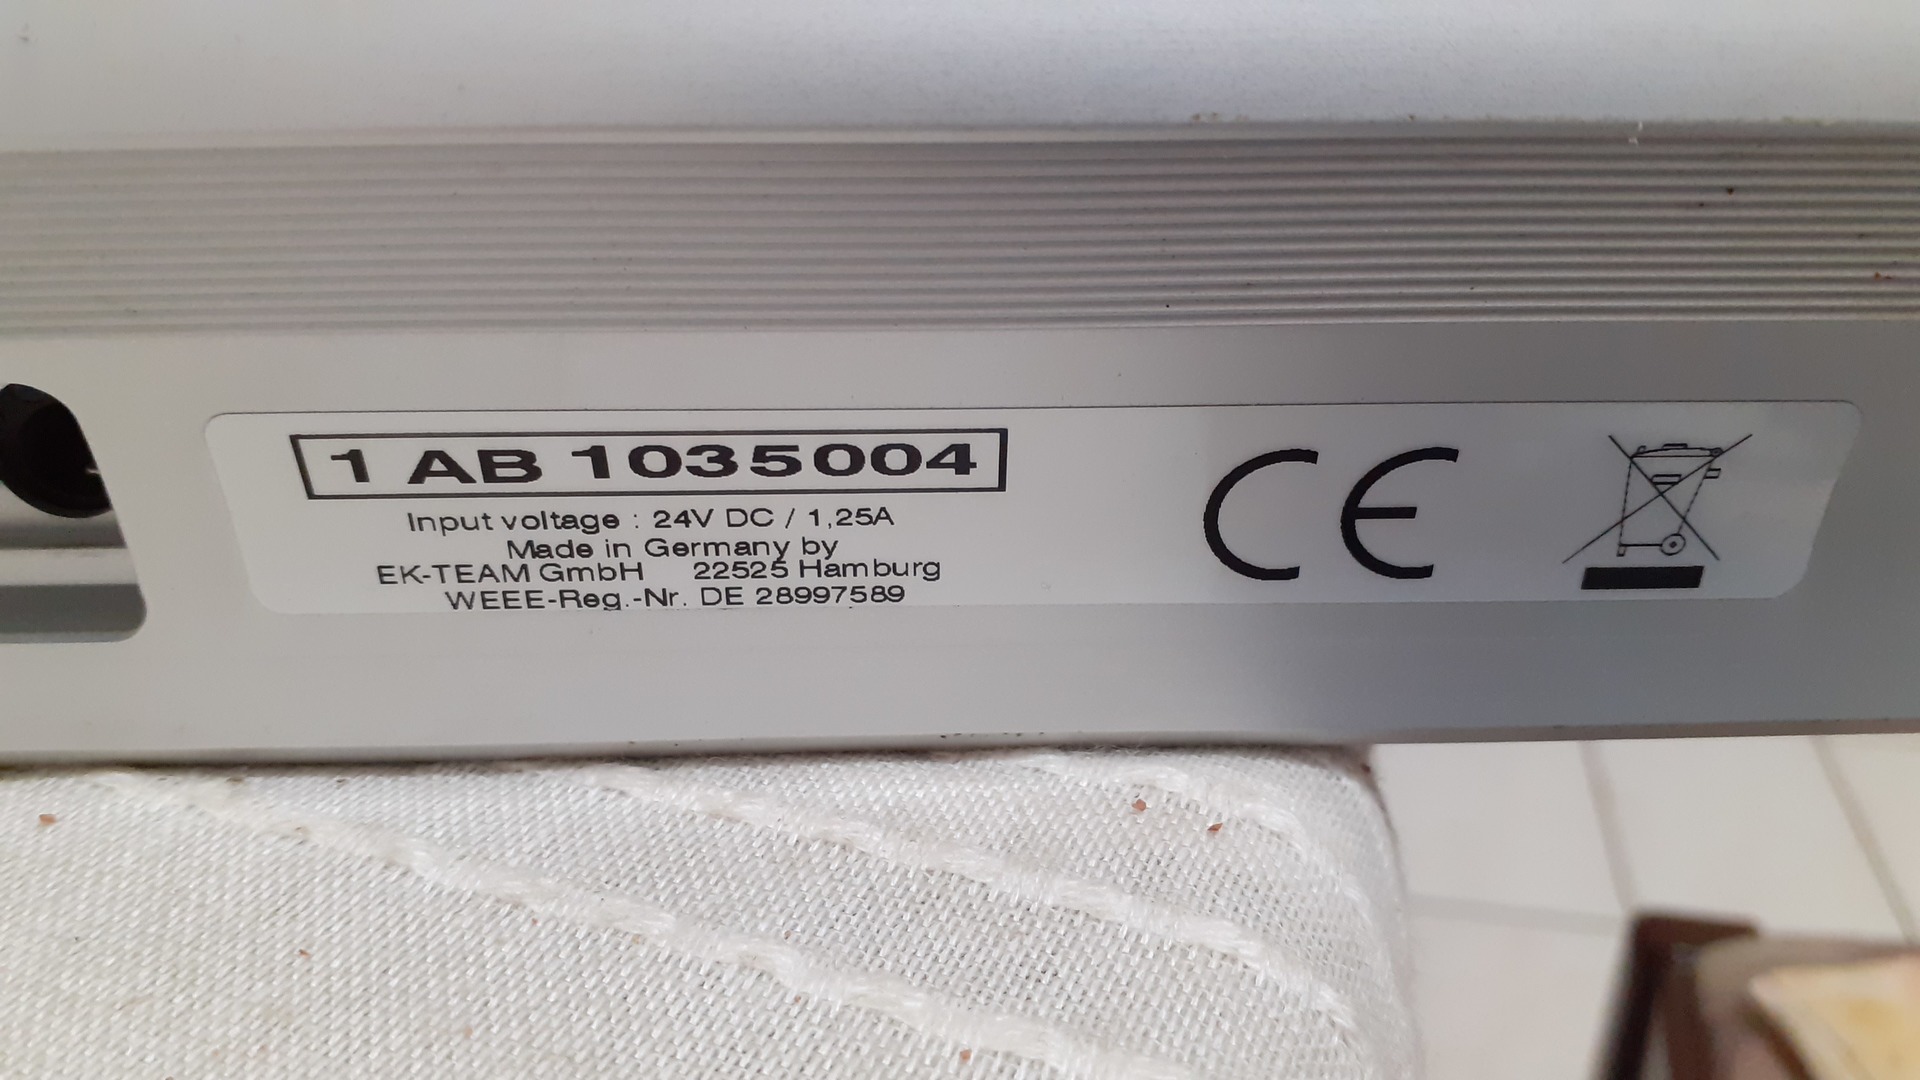 1 AB 1035004
Input voltage : 24V DC / 1,25A
Made in Germany by
EK-TEAM GmbH 22525 Hamburg
WEEE-Reg.-Nr. DE 28997589
CE